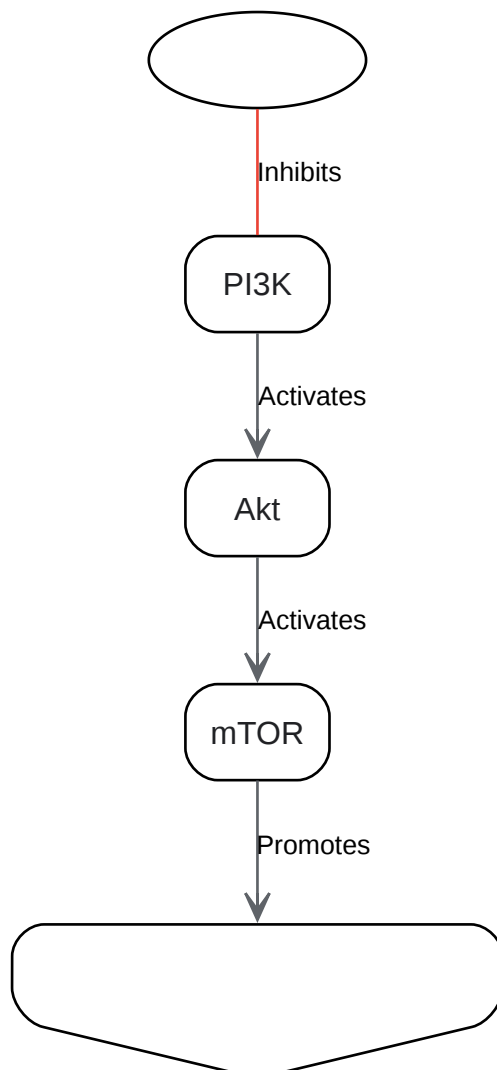 Inhibits
PI3K
Activates
Akt
Activates
mTOR
Promotes